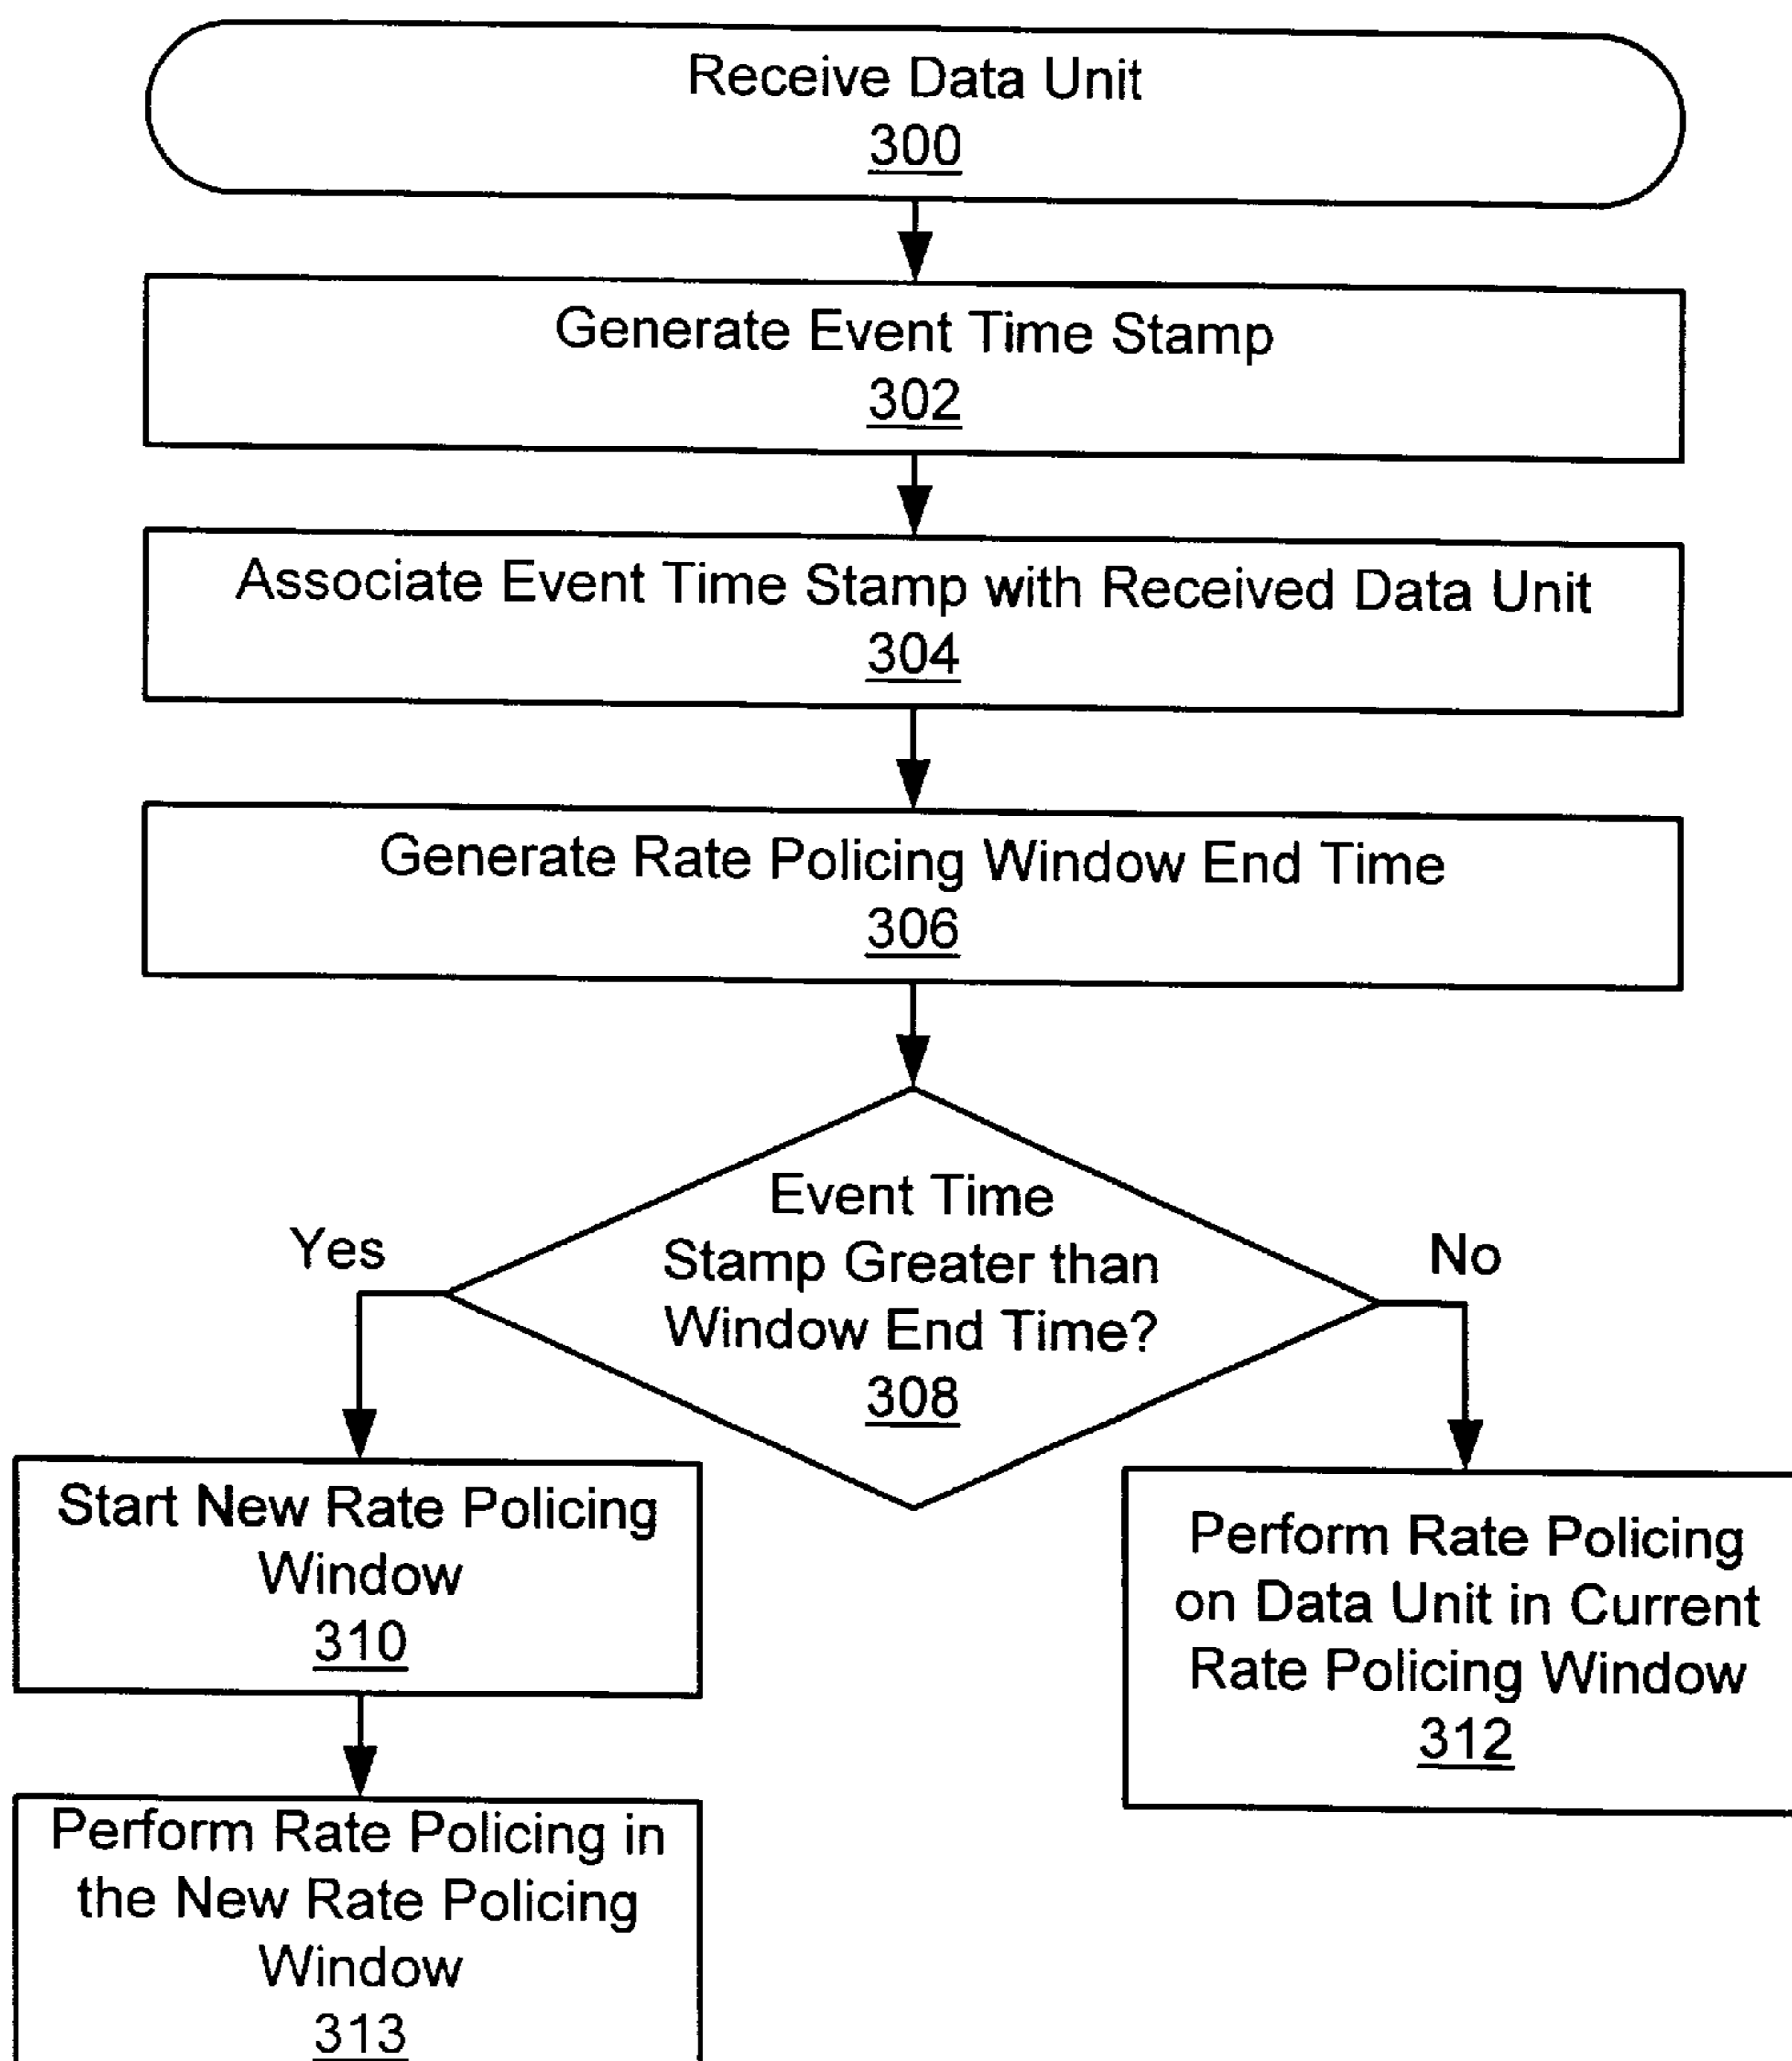 Receive Data Unit
300
Generate Event Time Stamp
302
Associate Event Time Stamp with Received Data Unit
304
Generate Rate Policing Window End Time
306
Event Time
Stamp Greater than
Window End Time?
308
Yes
No
Start New Rate Policing
Window
310
Perform Rate Policing
on Data Unit in Current
Rate Policing Window
312
Perform Rate Policing in
the New Rate Policing
Window
313